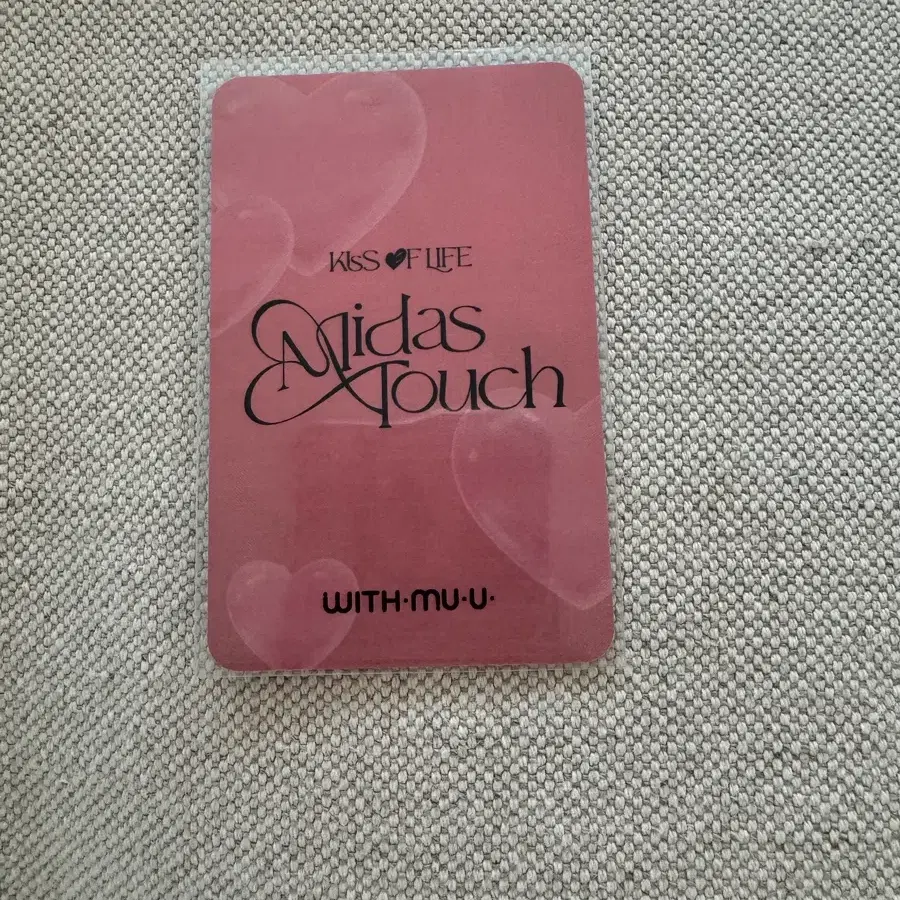 KISS OF LIFE
Midas
Touch
WITH·MU·U·